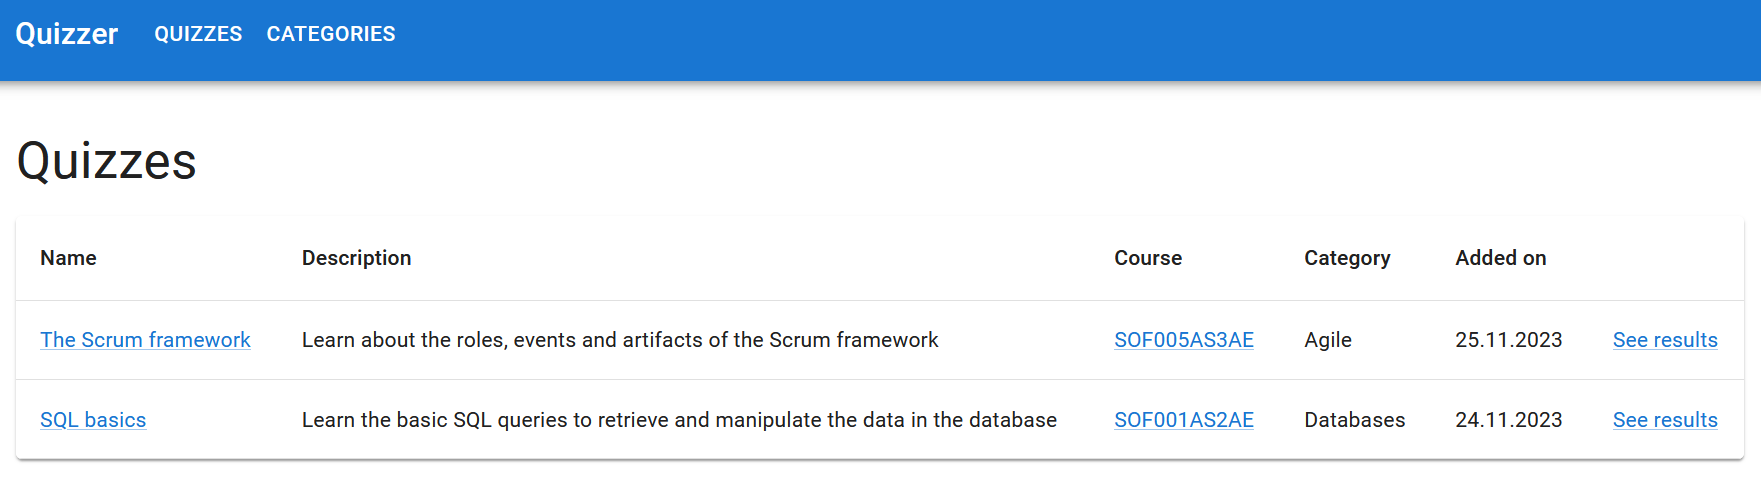 Quizzer QUIZZES CATEGORIES
Quizzes
Name Description Course Category Added on
The Scrum framework Learn about the roles, events and artifacts of the Scrum framework SOF005AS3AE Agile 25.11.2023 See results
SQL basics Learn the basic SQL queries to retrieve and manipulate the data in the database SOF001AS2AE Databases 24.11.2023 See results